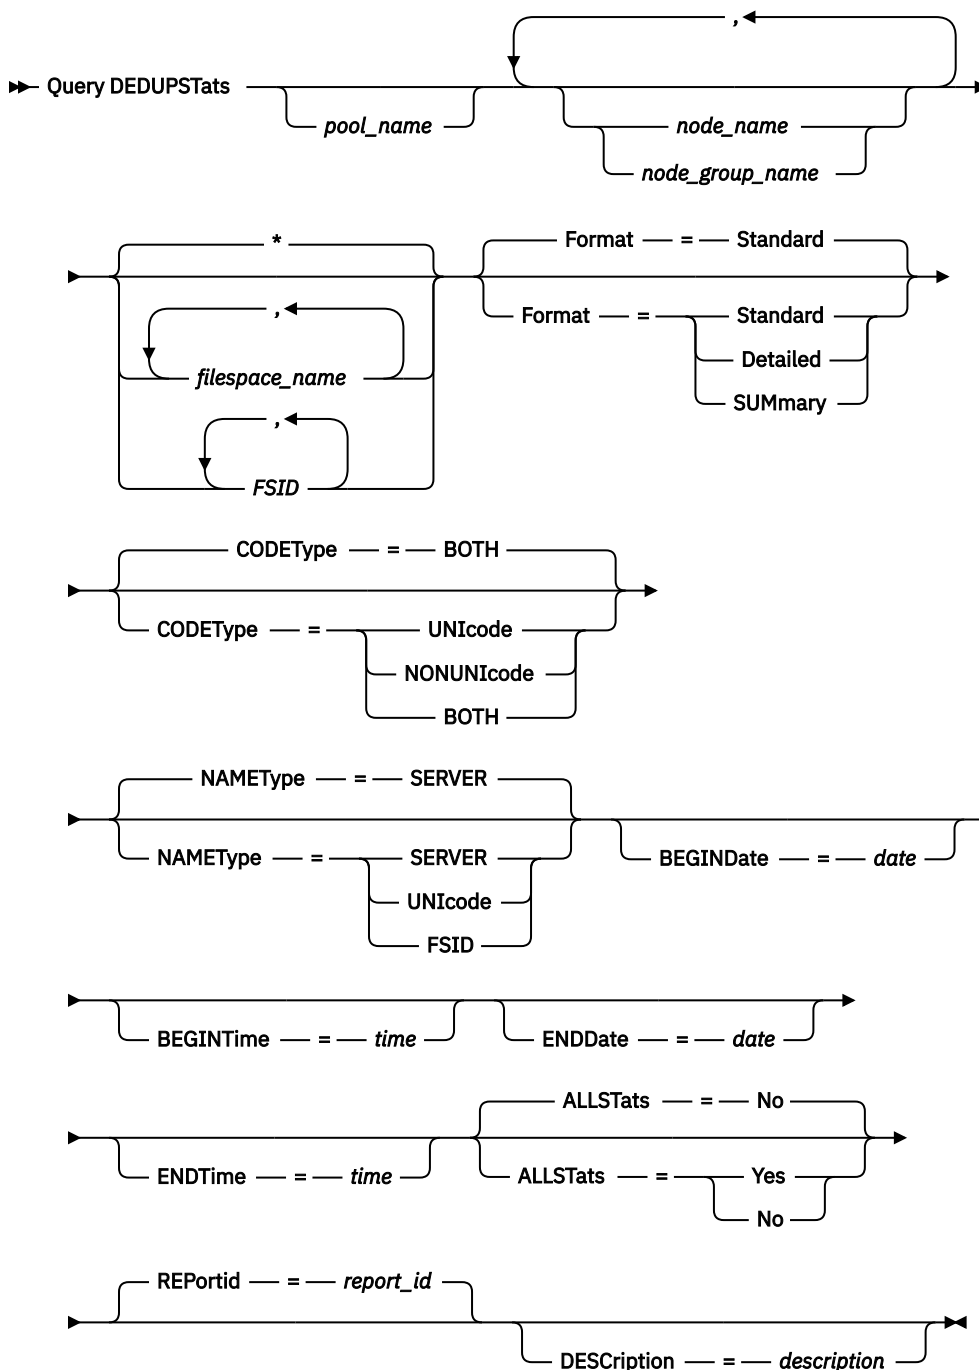 ,
Query DEDUPSTats
pool_name
node_name
node_group_name
*
Format = Standard
,
Format = Standard
filespace_name
Detailed
SUMmary
,
FSID
CODEType = BOTH
CODEType = UNIcode
NONUNIcode
BOTH
NAMEType = SERVER
NAMEType = SERVER
BEGINDate = date
UNIcode
FSID
BEGINTime = time
ENDDate = date
ALLSTats = No
ENDTime = time
ALLSTats = Yes
No
REPortid = report_id
DESCription = description